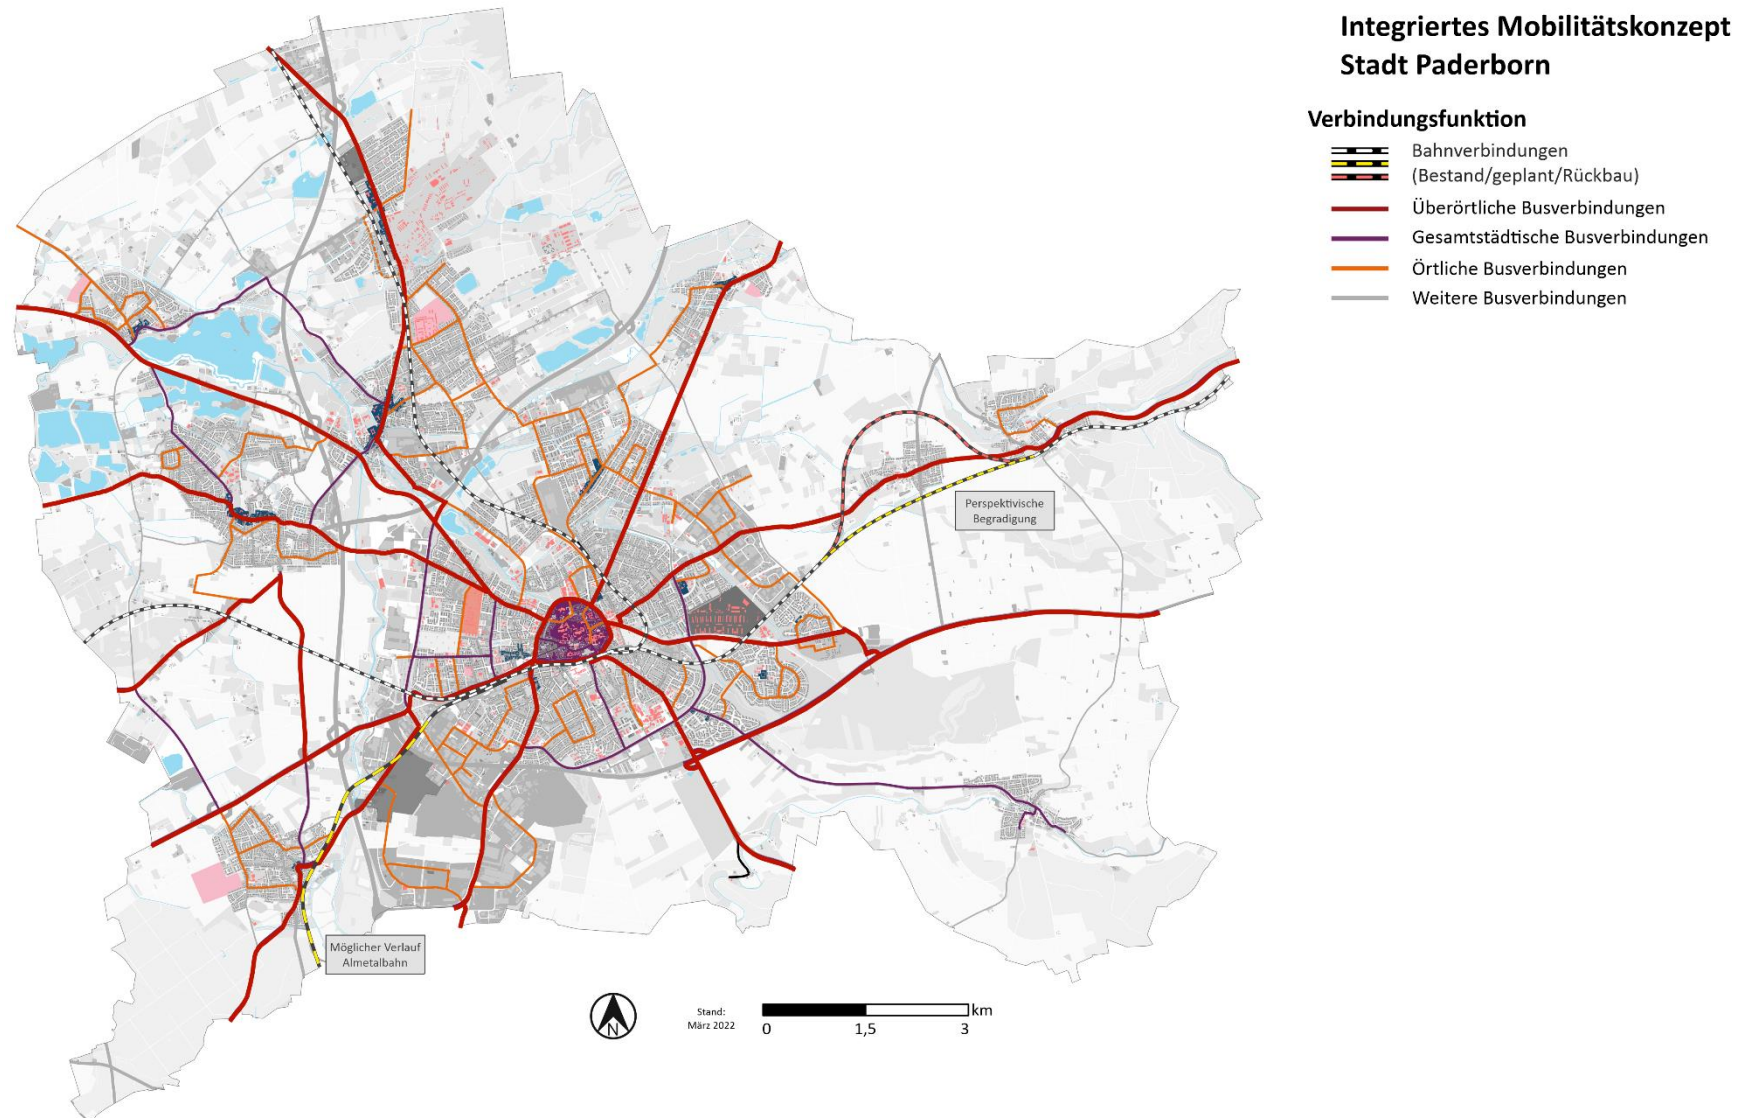 Integriertes Mobilitätskonzept
Stadt Paderborn
Verbindungsfunktion
Bahnverbindungen
(Bestand/geplant/Rückbau)
Überörtliche Busverbindungen
Gesamtstädtische Busverbindungen
Örtliche Busverbindungen
Weitere Busverbindungen
Perspektivische
Begradigung
Möglicher Verlauf
Almetalbahn
N
Stand:
März 2022
km
0 1,5 3